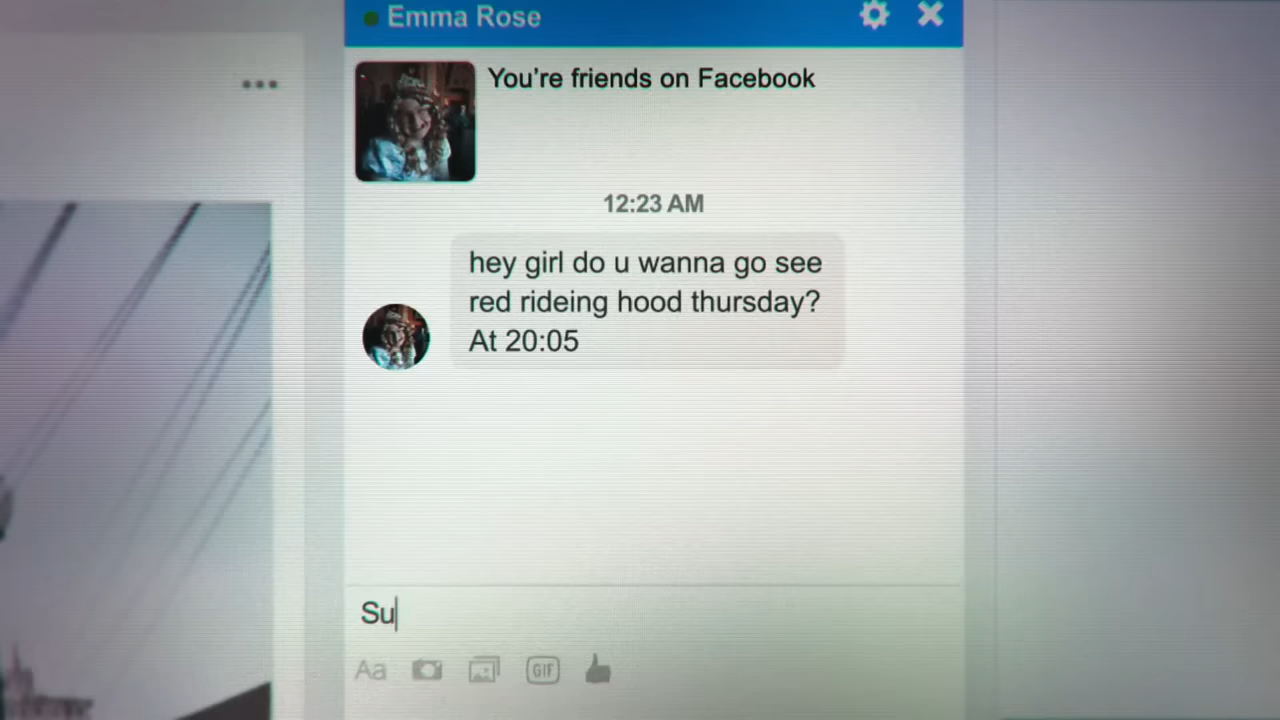 Emma Rose
You're friends on Facebook
12:23 AM
hey girl do u wanna go see
red rideing hood thursday?
At 20:05
Su
Aa
GIF